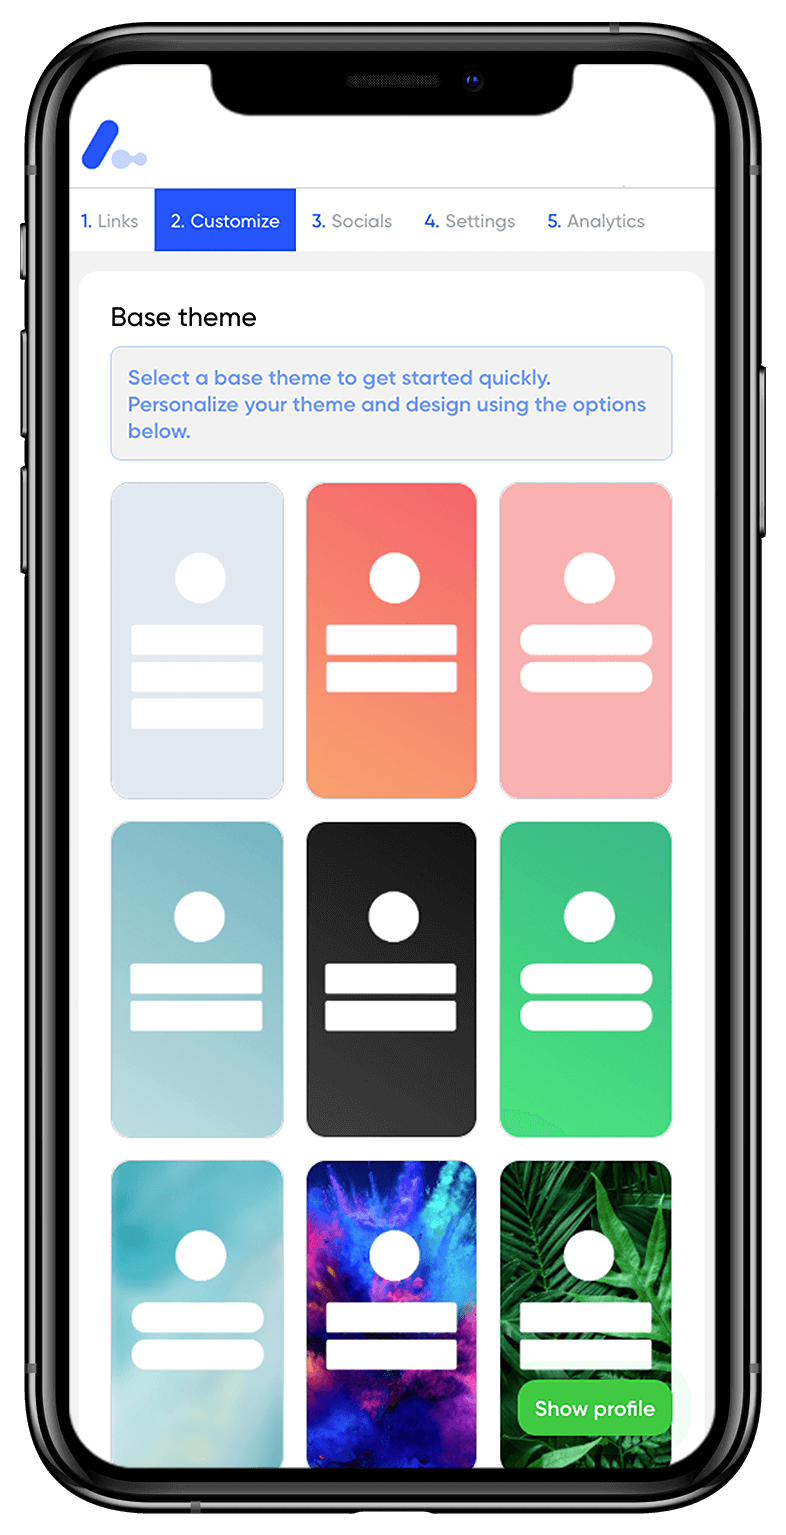 1. Links 2. Customize 3. Socials 4. Settings 5. Analytics
Base theme
Select a base theme to get started quickly.
Personalize your theme and design using the options
below.
Show profile